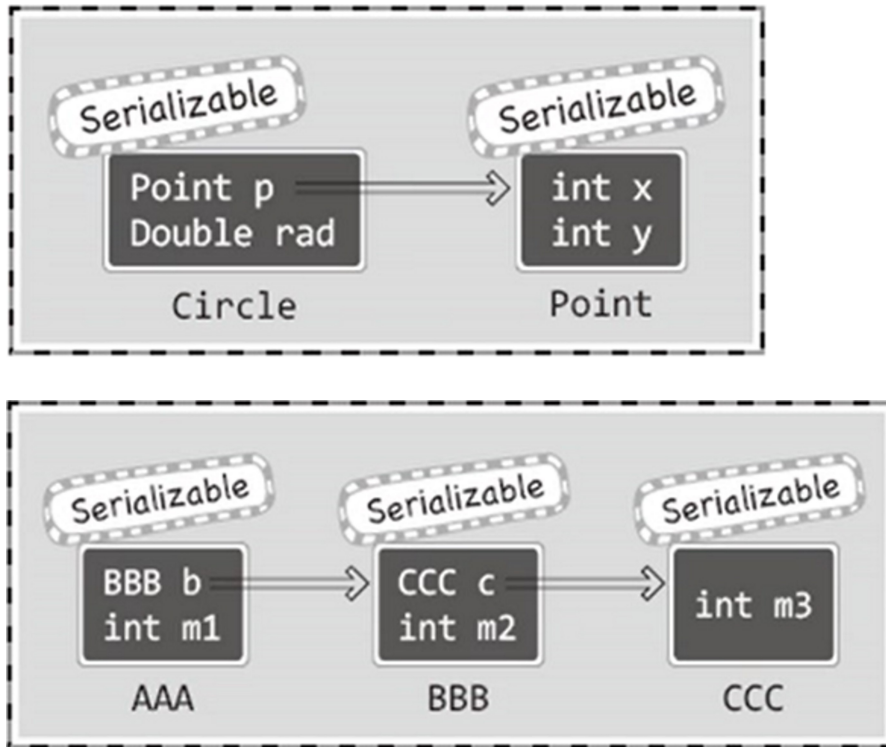 Serializable
Serializable
Point p
Double rad
int x
int y
Circle
Point
Serializable
Serializable
Serializable
BBB b
int m1
CCC c
int m2
int m3
AAA
BBB
CCC